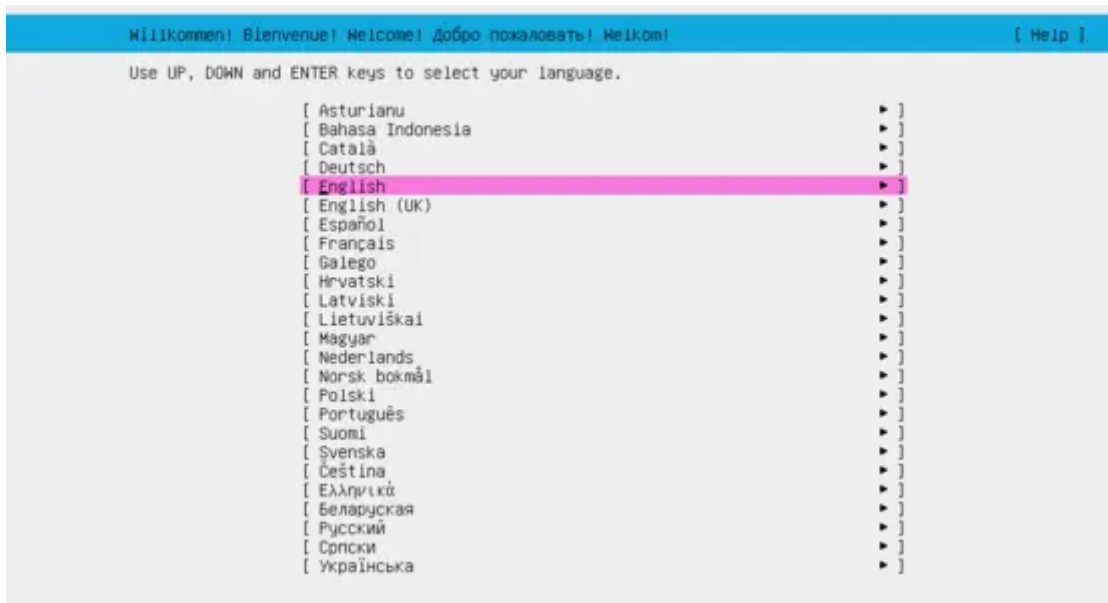 Willkommen! Bienvenue! Welcome! Добро пожаловать! Welkom! [ Help ]
Use UP, DOWN and ENTER keys to select your language.
[ Asturianu ► ]
[ Bahasa Indonesia ► ]
[ Català ► ]
[ Deutsch ► ]
[ English ► ]
[ English (UK) ► ]
[ Español ► ]
[ Français ► ]
[ Galego ► ]
[ Hrvatski ► ]
[ Latviski ► ]
[ Lietuviškai ► ]
[ Magyar ► ]
[ Nederlands ► ]
[ Norsk bokmål ► ]
[ Polski ► ]
[ Português ► ]
[ Suomi ► ]
[ Svenska ► ]
[ Čeština ► ]
[ Ελληνικά ► ]
[ Беларуская ► ]
[ Русский ► ]
[ Српски ► ]
[ Українська ► ]